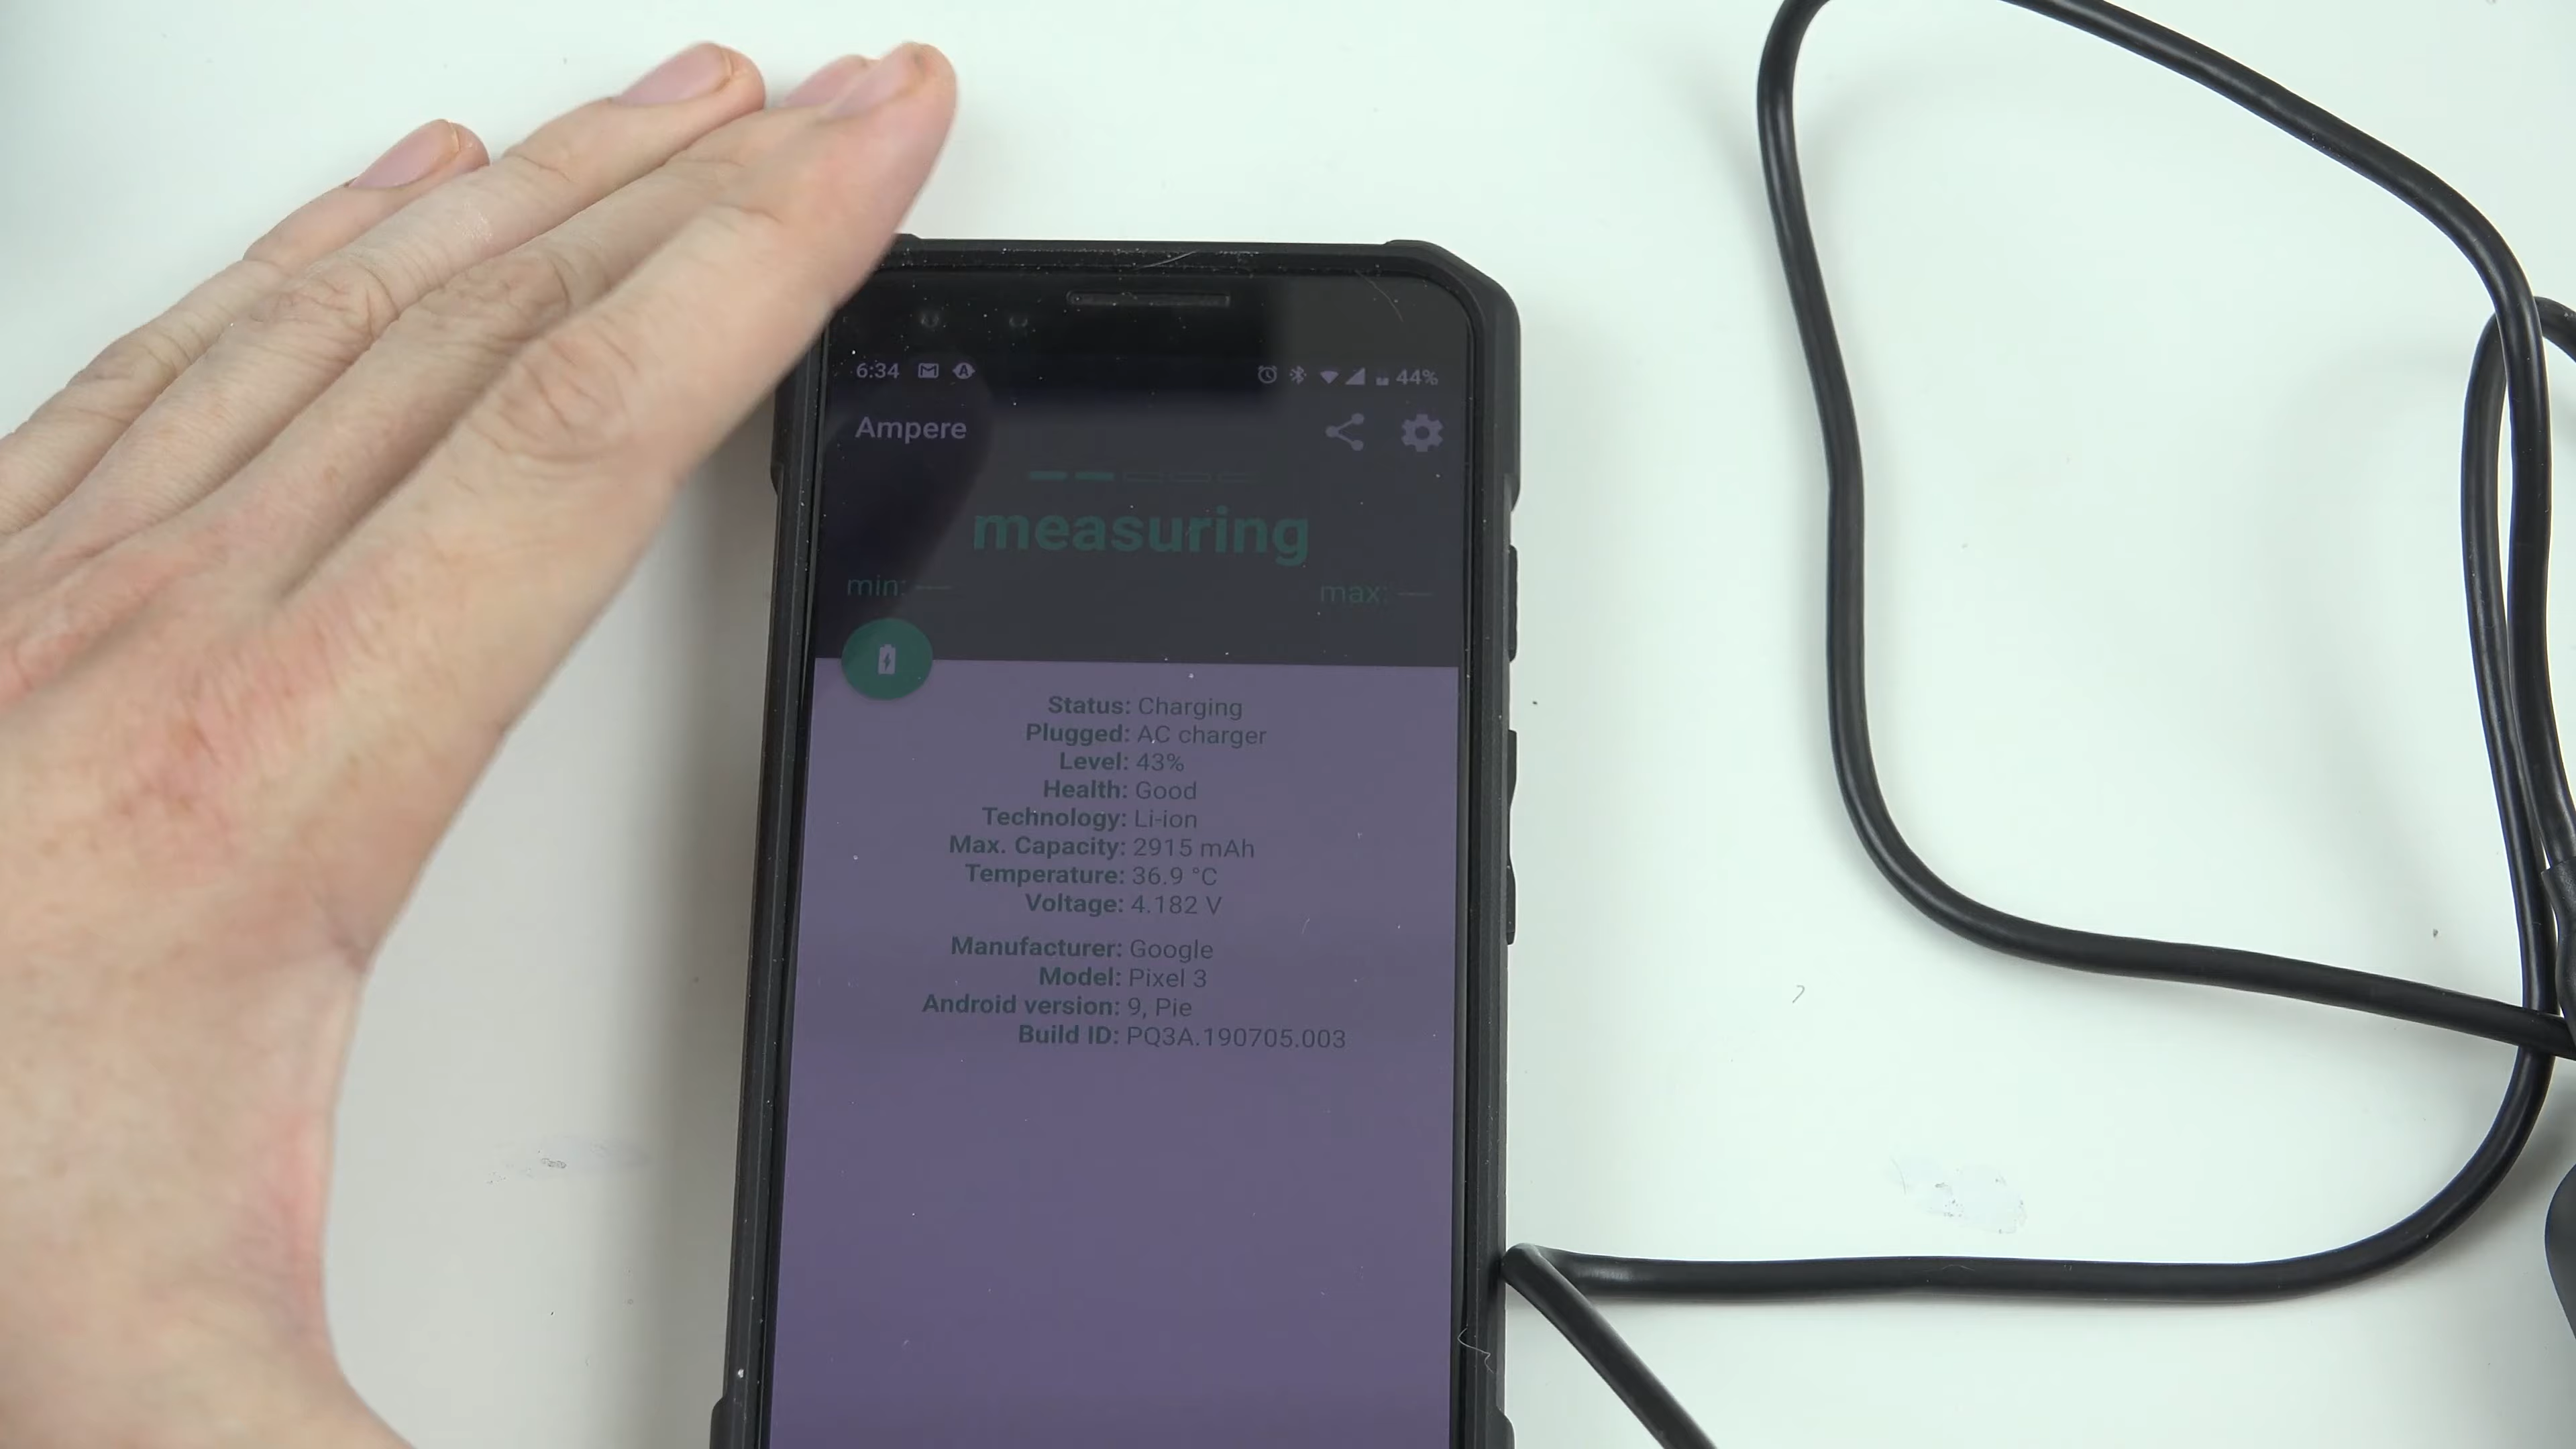 6:34 44%
Ampere
measuring
min: — max: —
Status: Charging
Plugged: AC charger
Level: 43%
Health: Good
Technology: Li-ion
Max. Capacity: 2915 mAh
Temperature: 36.9 °C
Voltage: 4.182 V
Manufacturer: Google
Model: Pixel 3
Android version: 9, Pie
Build ID: PQ3A.190705.003